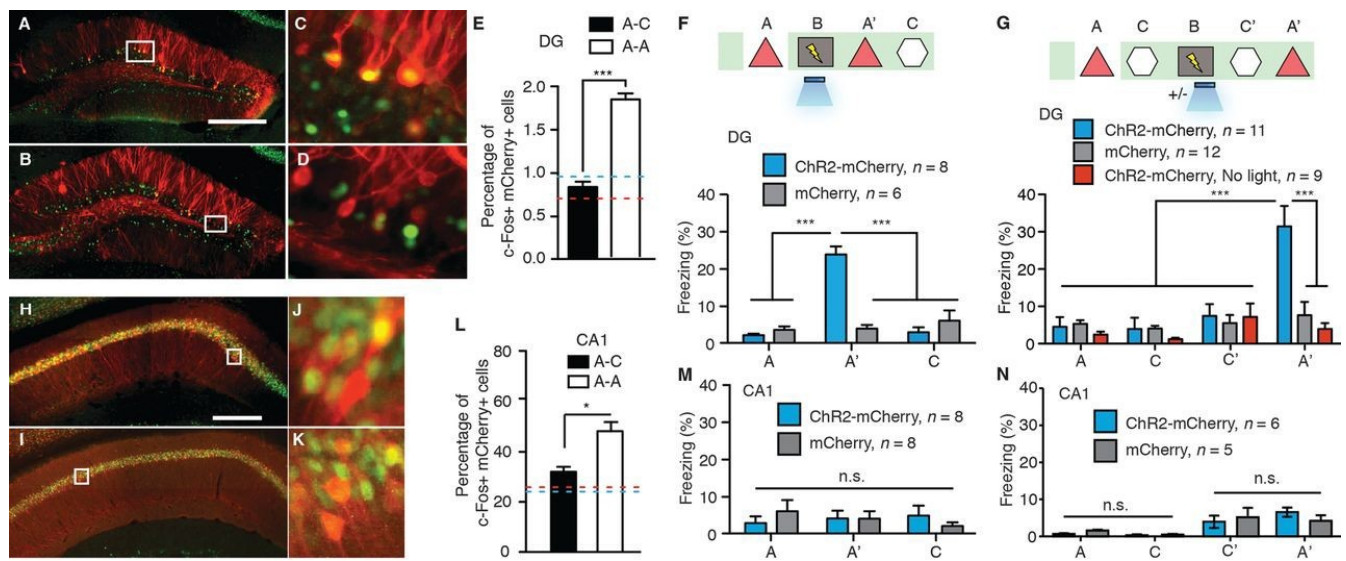 A
B
C
D
E
DG
A-C
A-A
***
2.0
1.5
1.0
0.5
0.0
Percentage of
c-Fos+ mCherry+ cells
F
A
B
A'
C
DG
ChR2-mCherry, n = 8
mCherry, n = 6
40
30
20
10
0
Freezing (%)
***
***
A
A'
C
G
A
C
B
C'
A'
+/-
DG
ChR2-mCherry, n = 11
mCherry, n = 12
ChR2-mCherry, No light, n = 9
40
30
20
10
0
Freezing (%)
***
***
A
C
C'
A'
H
I
J
K
L
CA1
A-C
A-A
*
80
60
40
20
0
Percentage of
c-Fos+ mCherry+ cells
M
CA1
ChR2-mCherry, n = 8
mCherry, n = 8
40
30
20
10
0
Freezing (%)
n.s.
A
A'
C
N
CA1
ChR2-mCherry, n = 6
mCherry, n = 5
40
30
20
10
0
Freezing (%)
n.s.
n.s.
A
C
C'
A'